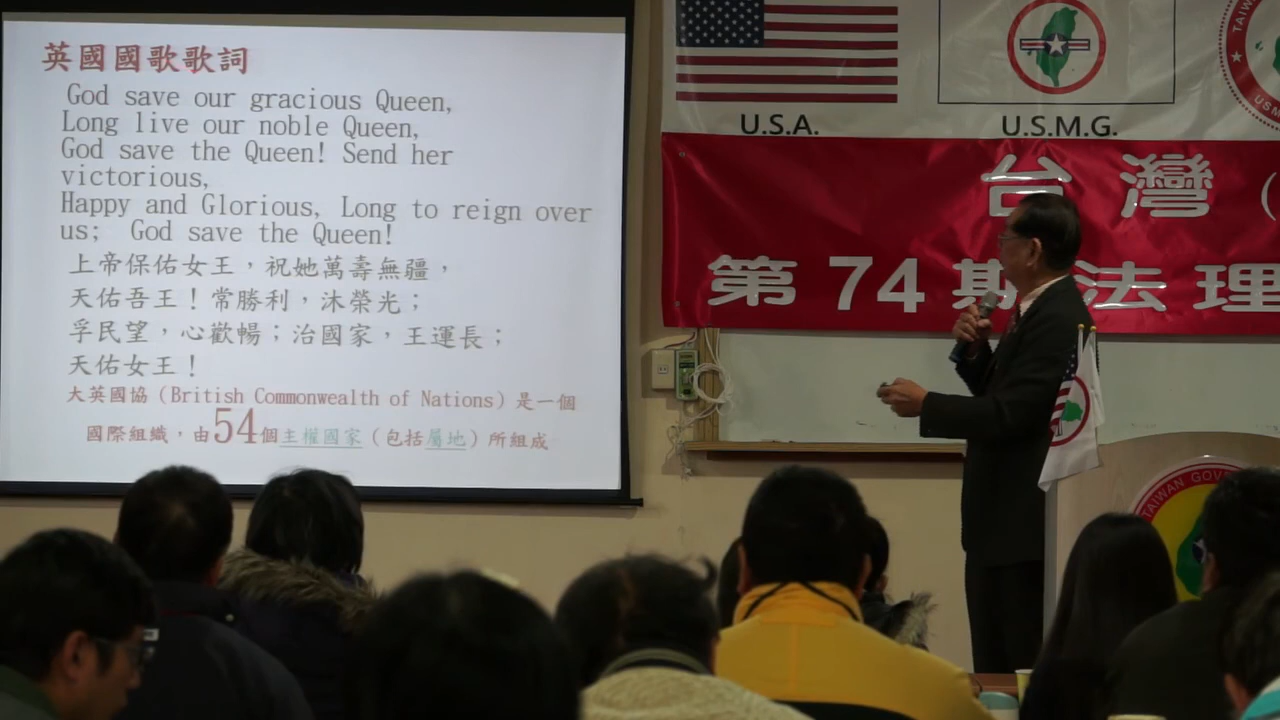 英國國歌歌詞
God save our gracious Queen,
Long live our noble Queen,
God save the Queen! Send her
victorious,
Happy and Glorious, Long to reign over
us; God save the Queen!
上帝保佑女王，祝她萬壽無疆，
天佑吾王！常勝利，沐榮光；
孚民望，心歡暢；治國家，王運長；
天佑女王！
大英國協（British Commonwealth of Nations）是一個
國際組織，由54個主權國家（包括屬地）所組成
U.S.A.
U.S.M.G.
台灣（
第74期法理
TAIWAN
USM
TAIWAN GOV